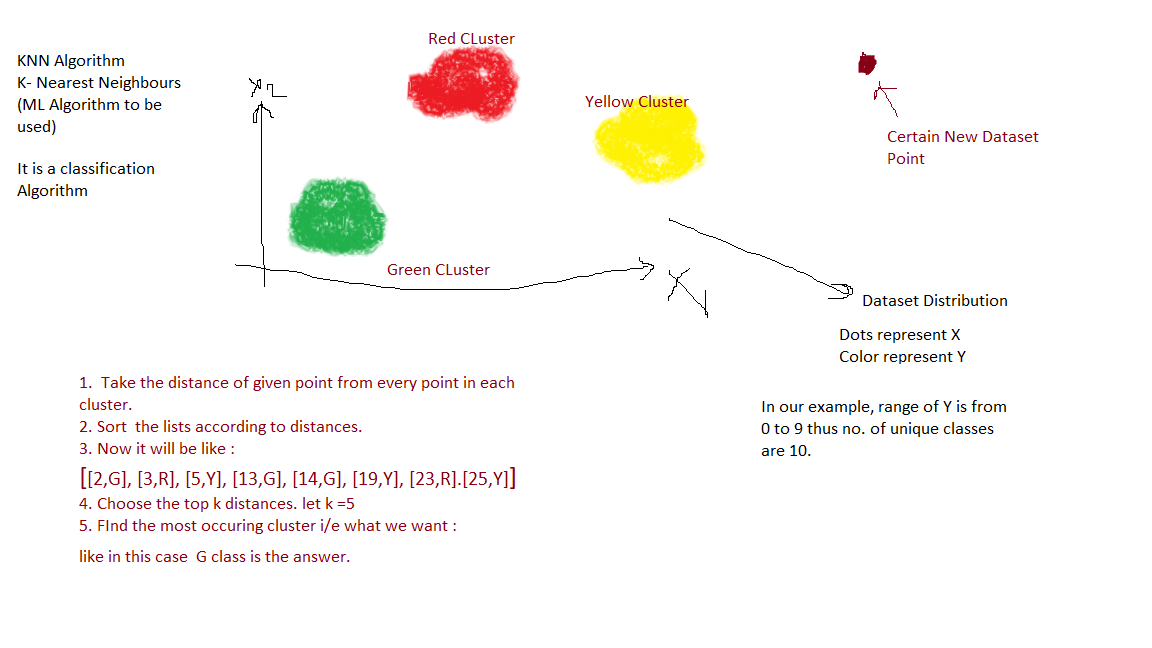 KNN Algorithm
K- Nearest Neighbours
(ML Algorithm to be
used)
It is a classification
Algorithm
Red CLuster
X2
Yellow Cluster
Certain New Dataset
Point
Green CLuster
X1
Dataset Distribution
Dots represent X
Color represent Y
1.  Take the distance of given point from every point in each
cluster.
2. Sort  the lists according to distances.
3. Now it will be like :
[[2,G], [3,R], [5,Y], [13,G], [14,G], [19,Y], [23,R].[25,Y]]
4. Choose the top k distances. let k =5
5. FInd the most occuring cluster i/e what we want :
like in this case  G class is the answer.
In our example, range of Y is from
0 to 9 thus no. of unique classes
are 10.